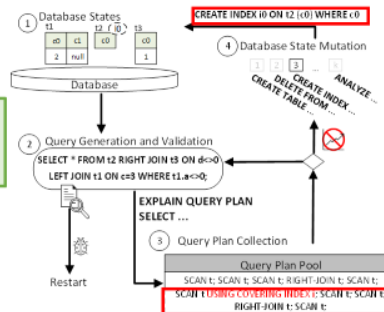 CREATE INDEX i0 ON t2 (c0) WHERE c0
1 Database States
t1 t2 i0 t3
c0 c1 c0 c0
2 null 1
Database
4 Database State Mutation
1 2 3 ... 6
CREATE TABLE ...
DELETE FROM ...
CREATE INDEX ...
ANALYZE ...
2 Query Generation and Validation
SELECT * FROM t2 RIGHT JOIN t3 ON d<>0
LEFT JOIN t1 ON c=3 WHERE t1.a<>0;
EXPLAIN QUERY PLAN
SELECT ...
3 Query Plan Collection
Restart
Query Plan Pool
SCAN t; SCAN t; SCAN t; RIGHT-JOIN t; SCAN t;
SCAN t USING COVERING INDEX i; SCAN t; SCAN t
RIGHT-JOIN t; SCAN t;